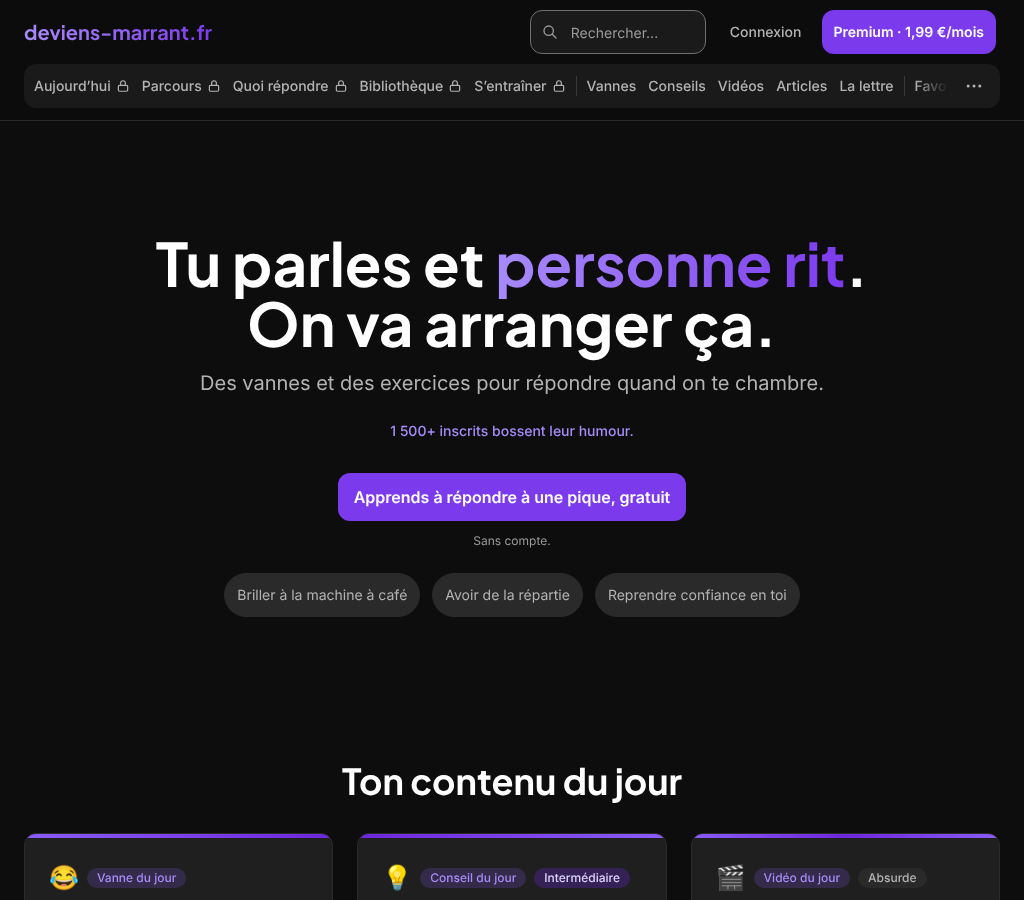 deviens-marrant.fr
Rechercher...
Connexion
Premium · 1,99 €/mois
Aujourd’hui Parcours Quoi répondre Bibliothèque S’entraîner Vannes Conseils Vidéos Articles La lettre
Tu parles et personne rit.
On va arranger ça.
Des vannes et des exercices pour répondre quand on te chambre.
1 500+ inscrits bossent leur humour.
Apprends à répondre à une pique, gratuit
Sans compte.
Briller à la machine à café Avoir de la répartie Reprendre confiance en toi
Ton contenu du jour
Vanne du jour Conseil du jour Intermédiaire Vidéo du jour Absurde